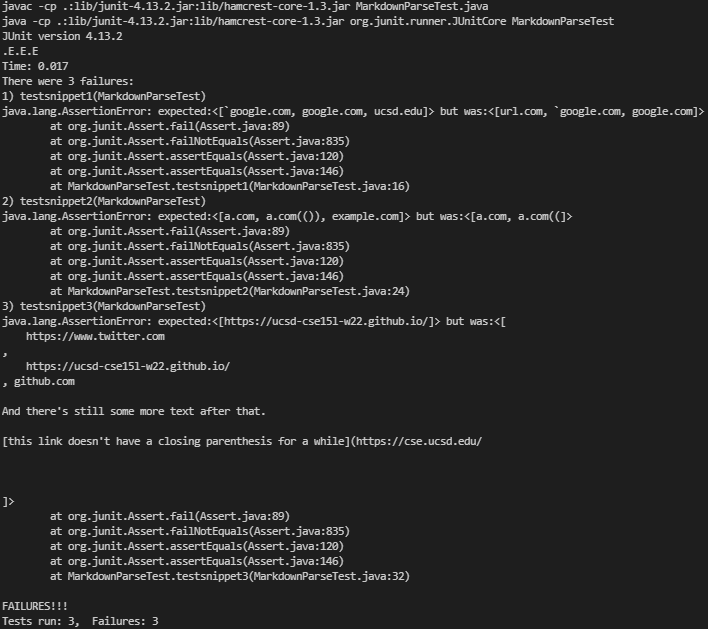 javac -cp .:lib/junit-4.13.2.jar:lib/hamcrest-core-1.3.jar MarkdownParseTest.java
java -cp .:lib/junit-4.13.2.jar:lib/hamcrest-core-1.3.jar org.junit.runner.JUnitCore MarkdownParseTest
JUnit version 4.13.2
.E.E.E
Time: 0.017
There were 3 failures:
1) testsnippet1(MarkdownParseTest)
java.lang.AssertionError: expected:<[`google.com, google.com, ucsd.edu]> but was:<[url.com, `google.com, google.com]>
        at org.junit.Assert.fail(Assert.java:89)
        at org.junit.Assert.failNotEquals(Assert.java:835)
        at org.junit.Assert.assertEquals(Assert.java:120)
        at org.junit.Assert.assertEquals(Assert.java:146)
        at MarkdownParseTest.testsnippet1(MarkdownParseTest.java:16)
2) testsnippet2(MarkdownParseTest)
java.lang.AssertionError: expected:<[a.com, a.com(()), example.com]> but was:<[a.com, a.com((]>
        at org.junit.Assert.fail(Assert.java:89)
        at org.junit.Assert.failNotEquals(Assert.java:835)
        at org.junit.Assert.assertEquals(Assert.java:120)
        at org.junit.Assert.assertEquals(Assert.java:146)
        at MarkdownParseTest.testsnippet2(MarkdownParseTest.java:24)
3) testsnippet3(MarkdownParseTest)
java.lang.AssertionError: expected:<[https://ucsd-cse15l-w22.github.io/]> but was:<[
    https://www.twitter.com
,
    https://ucsd-cse15l-w22.github.io/
, github.com

And there's still some more text after that.

[this link doesn't have a closing parenthesis for a while](https://cse.ucsd.edu/



]>
        at org.junit.Assert.fail(Assert.java:89)
        at org.junit.Assert.failNotEquals(Assert.java:835)
        at org.junit.Assert.assertEquals(Assert.java:120)
        at org.junit.Assert.assertEquals(Assert.java:146)
        at MarkdownParseTest.testsnippet3(MarkdownParseTest.java:32)

FAILURES!!!
Tests run: 3,  Failures: 3